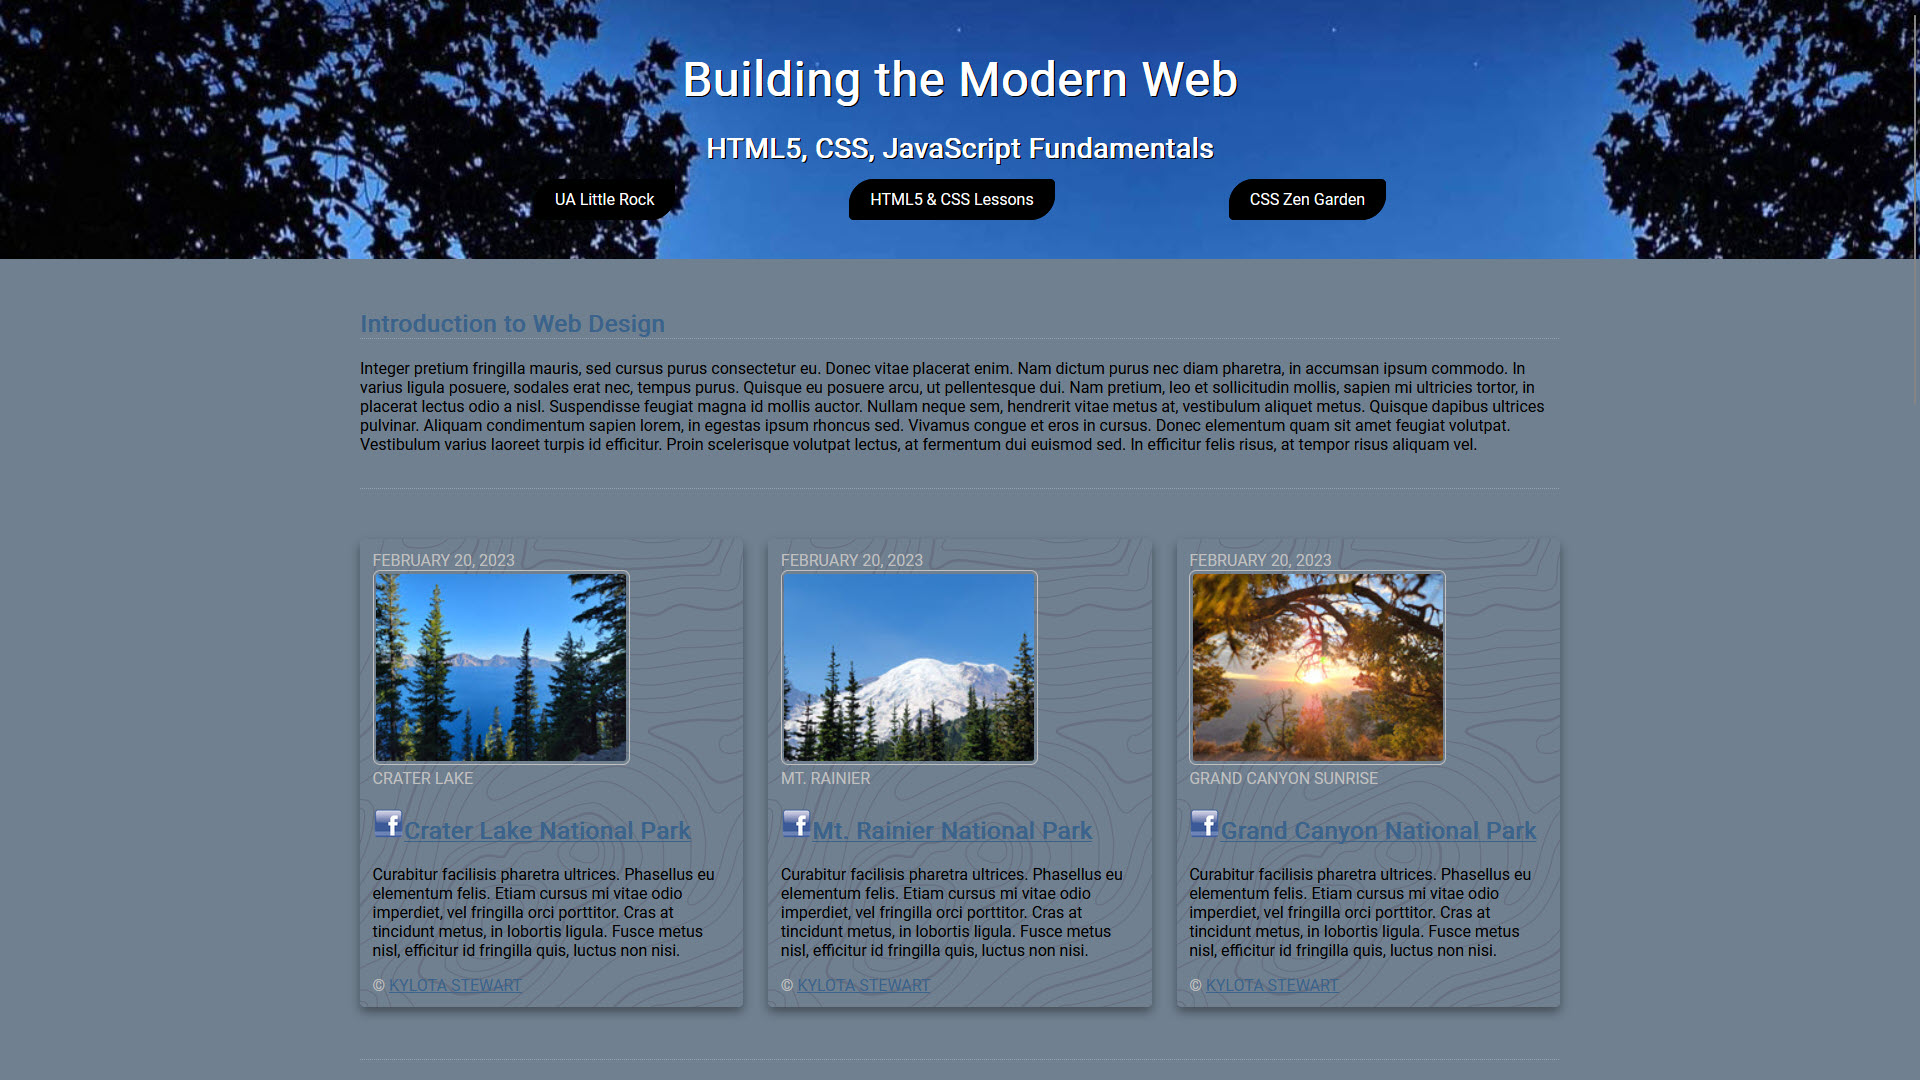 Building the Modern Web
HTML5, CSS, JavaScript Fundamentals
UA Little Rock
HTML5 & CSS Lessons
CSS Zen Garden
Introduction to Web Design
Integer pretium fringilla mauris, sed cursus purus consectetur eu. Donec vitae placerat enim. Nam dictum purus nec diam pharetra, in accumsan ipsum commodo. In
varius ligula posuere, sodales erat nec, tempus purus. Quisque eu posuere arcu, ut pellentesque dui. Nam pretium, leo et sollicitudin mollis, sapien mi ultricies tortor, in
placerat lectus odio a nisl. Suspendisse feugiat magna id mollis auctor. Nullam neque sem, hendrerit vitae metus at, vestibulum aliquet metus. Quisque dapibus ultrices
pulvinar. Aliquam condimentum sapien lorem, in egestas ipsum rhoncus sed. Vivamus congue et eros in cursus. Donec elementum quam sit amet feugiat volutpat.
Vestibulum varius laoreet turpis id efficitur. Proin scelerisque volutpat lectus, at fermentum dui euismod sed. In efficitur felis risus, at tempor risus aliquam vel.
FEBRUARY 20, 2023
CRATER LAKE
f
Crater Lake National Park
Curabitur facilisis pharetra ultrices. Phasellus eu
elementum felis. Etiam cursus mi vitae odio
imperdiet, vel fringilla orci porttitor. Cras at
tincidunt metus, in lobortis ligula. Fusce metus
nisl, efficitur id fringilla quis, luctus non nisi.
© KYLOTA STEWART
FEBRUARY 20, 2023
MT. RAINIER
f
Mt. Rainier National Park
Curabitur facilisis pharetra ultrices. Phasellus eu
elementum felis. Etiam cursus mi vitae odio
imperdiet, vel fringilla orci porttitor. Cras at
tincidunt metus, in lobortis ligula. Fusce metus
nisl, efficitur id fringilla quis, luctus non nisi.
© KYLOTA STEWART
FEBRUARY 20, 2023
GRAND CANYON SUNRISE
f
Grand Canyon National Park
Curabitur facilisis pharetra ultrices. Phasellus eu
elementum felis. Etiam cursus mi vitae odio
imperdiet, vel fringilla orci porttitor. Cras at
tincidunt metus, in lobortis ligula. Fusce metus
nisl, efficitur id fringilla quis, luctus non nisi.
© KYLOTA STEWART